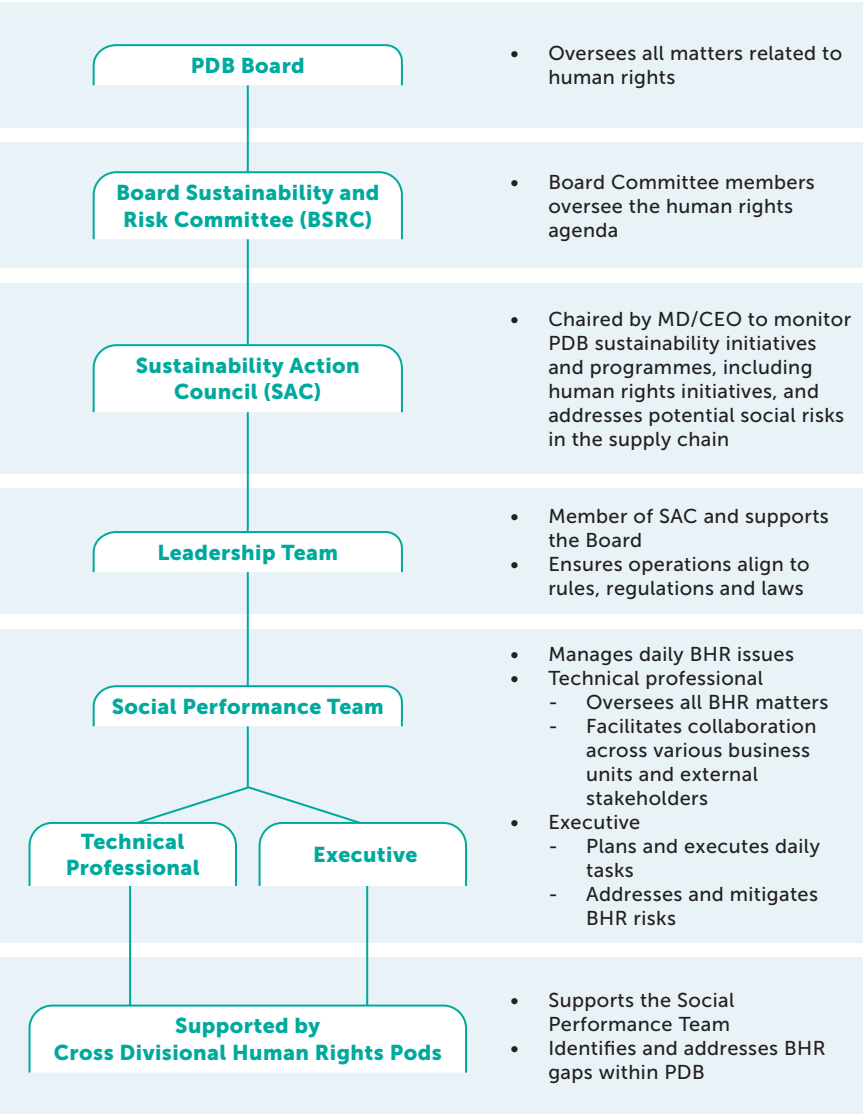 PDB Board
• Oversees all matters related to
human rights
Board Sustainability and
Risk Committee (BSRC)
• Board Committee members
oversee the human rights
agenda
Sustainability Action
Council (SAC)
• Chaired by MD/CEO to monitor
PDB sustainability initiatives
and programmes, including
human rights initiatives, and
addresses potential social risks
in the supply chain
Leadership Team
• Member of SAC and supports
the Board
• Ensures operations align to
rules, regulations and laws
Social Performance Team
Technical
Professional
Executive
• Manages daily BHR issues
• Technical professional
- Oversees all BHR matters
- Facilitates collaboration
across various business
units and external
stakeholders
• Executive
- Plans and executes daily
tasks
- Addresses and mitigates
BHR risks
Supported by
Cross Divisional Human Rights Pods
• Supports the Social
Performance Team
• Identifies and addresses BHR
gaps within PDB